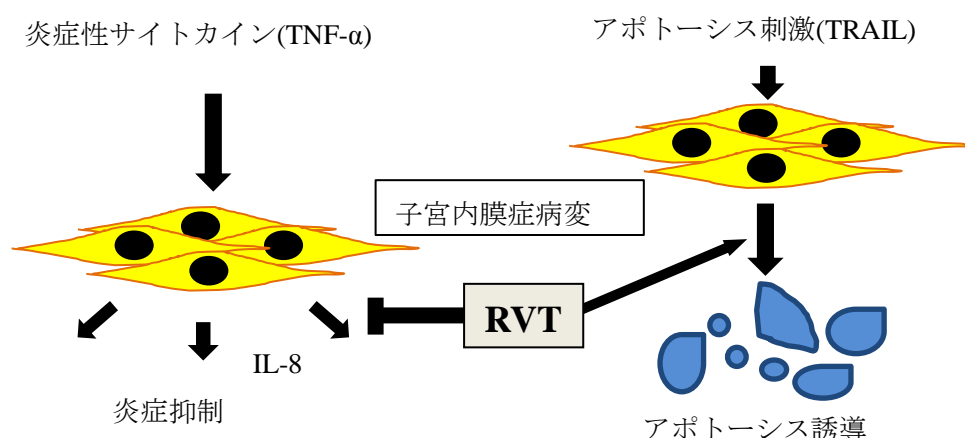 炎症性サイトカイン(TNF-α)
アポトーシス刺激(TRAIL)
子宮内膜症病変
RVT
IL-8
炎症抑制
アポトーシス誘導